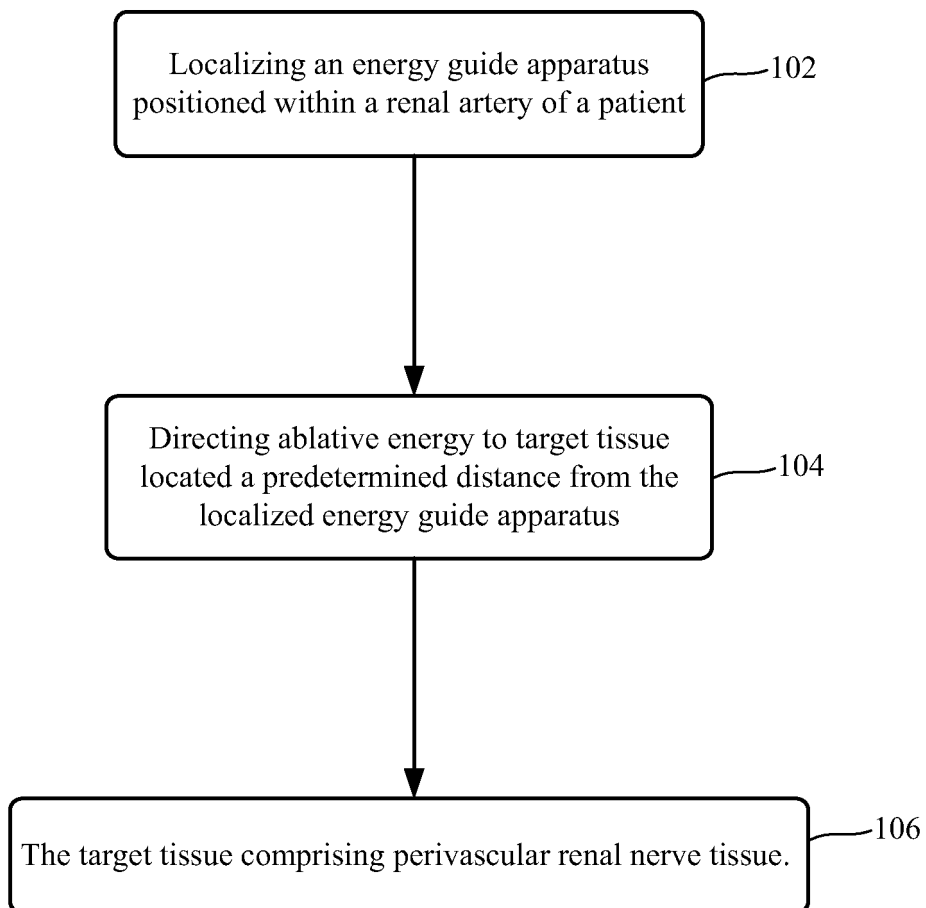 Localizing an energy guide apparatus
positioned within a renal artery of a patient
102
Directing ablative energy to target tissue
located a predetermined distance from the
localized energy guide apparatus
104
The target tissue comprising perivascular renal nerve tissue.
106